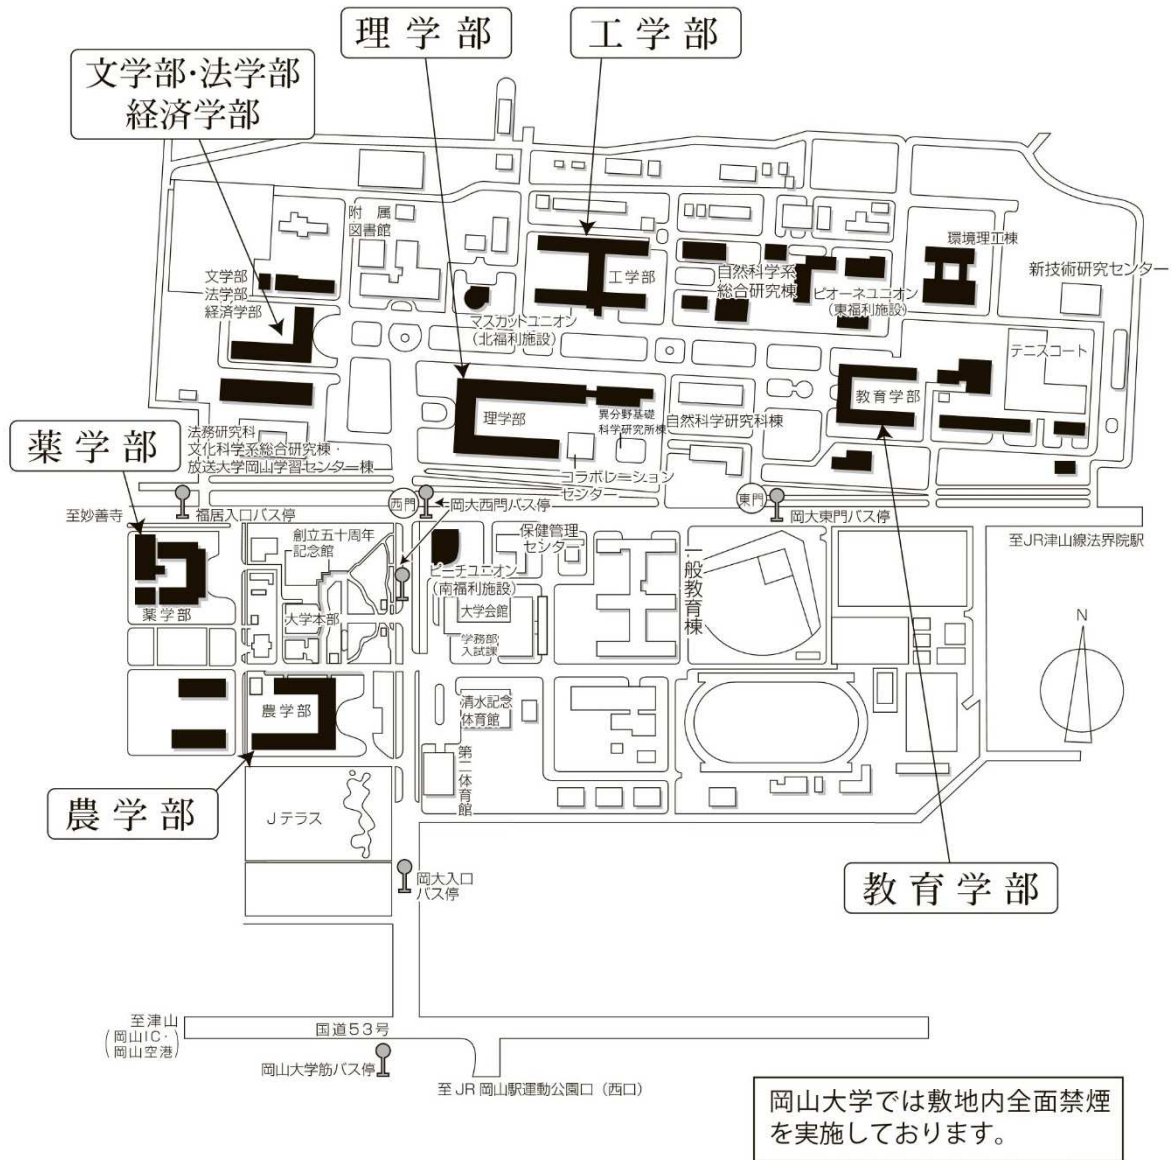 理学部
工学部
文学部・法学部
経済学部
附属
図書館
環境理工棟
新技術研究センター
工学部
自然科学系
総合研究棟
文学部
法学部
経済学部
マスカットユニオン
(北福利施設)
ピオーネユニオン
(東福利施設)
テニスコート
教育学部
理学部
異分野基礎
科学研究所棟
自然科学研究科棟
薬学部
法務研究科
文化科学系総合研究棟・
放送大学岡山学習センター棟
コラボレーション
センター
西門
岡大西門バス停
東門
至妙善寺
福居入口バス停
岡大東門バス停
至JR津山線法界院駅
創立五十周年
記念館
保健管理
センター
一般教育棟
ピーチユニオン
(南福利施設)
薬学部
大学本部
大学会館
学務部
入試課
N
農学部
清水記念
体育館
第二体育館
農学部
Jテラス
教育学部
岡大入口
バス停
至津山
(岡山IC・
岡山空港)
国道53号
岡山大学筋バス停
至JR岡山駅運動公園口(西口)
岡山大学では敷地内全面禁煙
を実施しております。